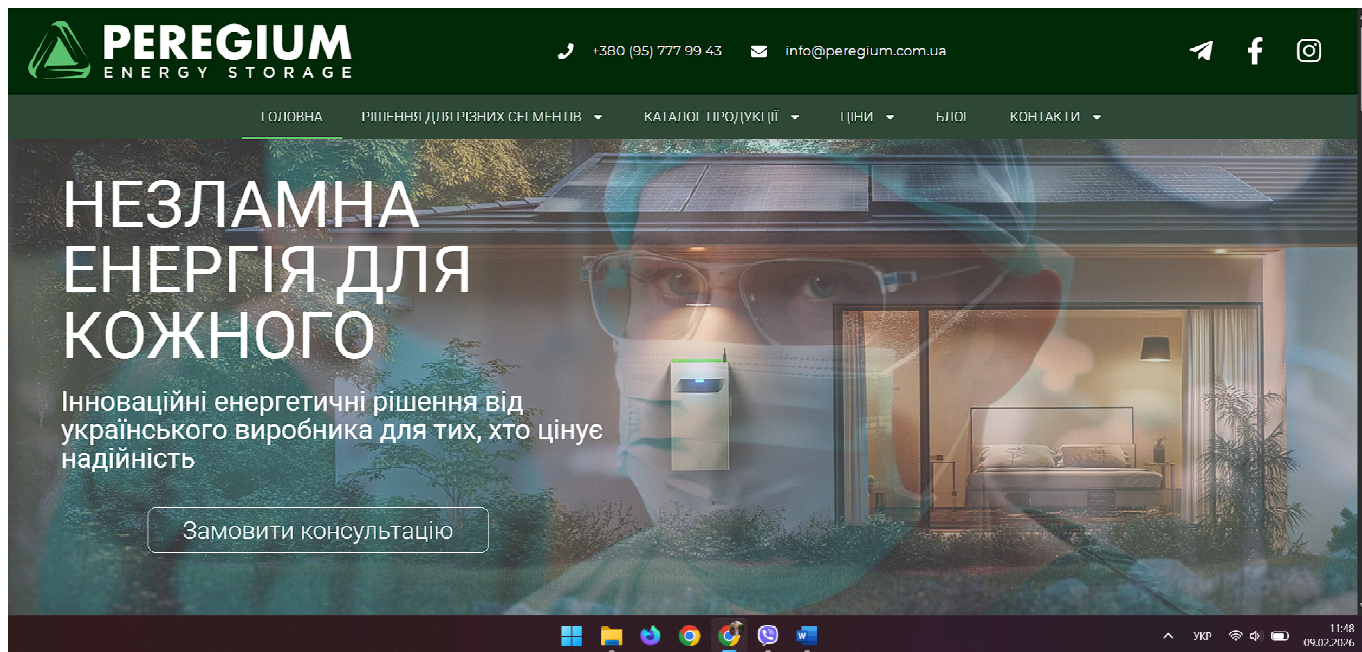 PEREGIUM
ENERGY STORAGE
+380 (95) 777 99 43
info@peregium.com.ua
ГОЛОВНА
РІШЕННЯ ДЛЯ РІЗНИХ СЕГМЕНТІВ
КАТАЛОГ ПРОДУКЦІЇ
ЦІНИ
БЛОГ
КОНТАКТИ
НЕЗЛАМНА
ЕНЕРГІЯ ДЛЯ
КОЖНОГО
Інноваційні енергетичні рішення від
українського виробника для тих, хто цінує
надійність
Замовити консультацію
W
УКР
11:48
09.02.2026